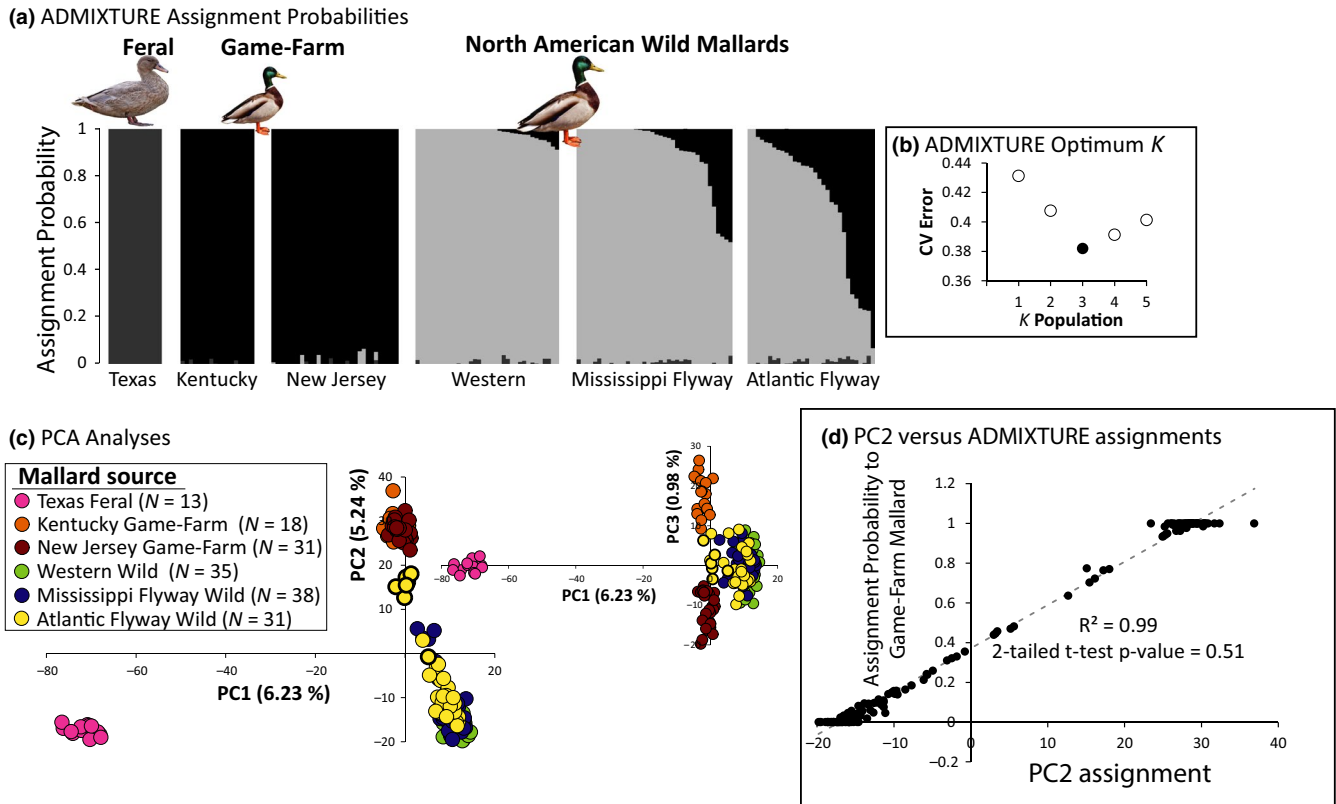 (a) ADMIXTURE Assignment Probabilities
Feral
Game-Farm
North American Wild Mallards
Assignment Probability
1
0.8
0.6
0.4
0.2
0
Texas
Kentucky
New Jersey
Western
Mississippi Flyway
Atlantic Flyway
(b) ADMIXTURE Optimum K
CV Error
0.44
0.42
0.4
0.38
0.36
1 2 3 4 5
K Population
(c) PCA Analyses
Mallard source
Texas Feral (N = 13)
Kentucky Game-Farm (N = 18)
New Jersey Game-Farm (N = 31)
Western Wild (N = 35)
Mississippi Flyway Wild (N = 38)
Atlantic Flyway Wild (N = 31)
PC2 (5.24 %)
40
30
20
10
−10
−20
−80 −60 −40 −20 20
PC1 (6.23 %)
PC3 (0.98 %)
30
20
10
−10
−20
−80 −60 −40 −20 20
PC1 (6.23 %)
(d) PC2 versus ADMIXTURE assignments
Assignment Probability to
Game-Farm Mallard
1.2
1
0.8
0.6
0.4
0.2
0
−0.2
−20 −10 0 10 20 30 40
R² = 0.99
2-tailed t-test p-value = 0.51
PC2 assignment